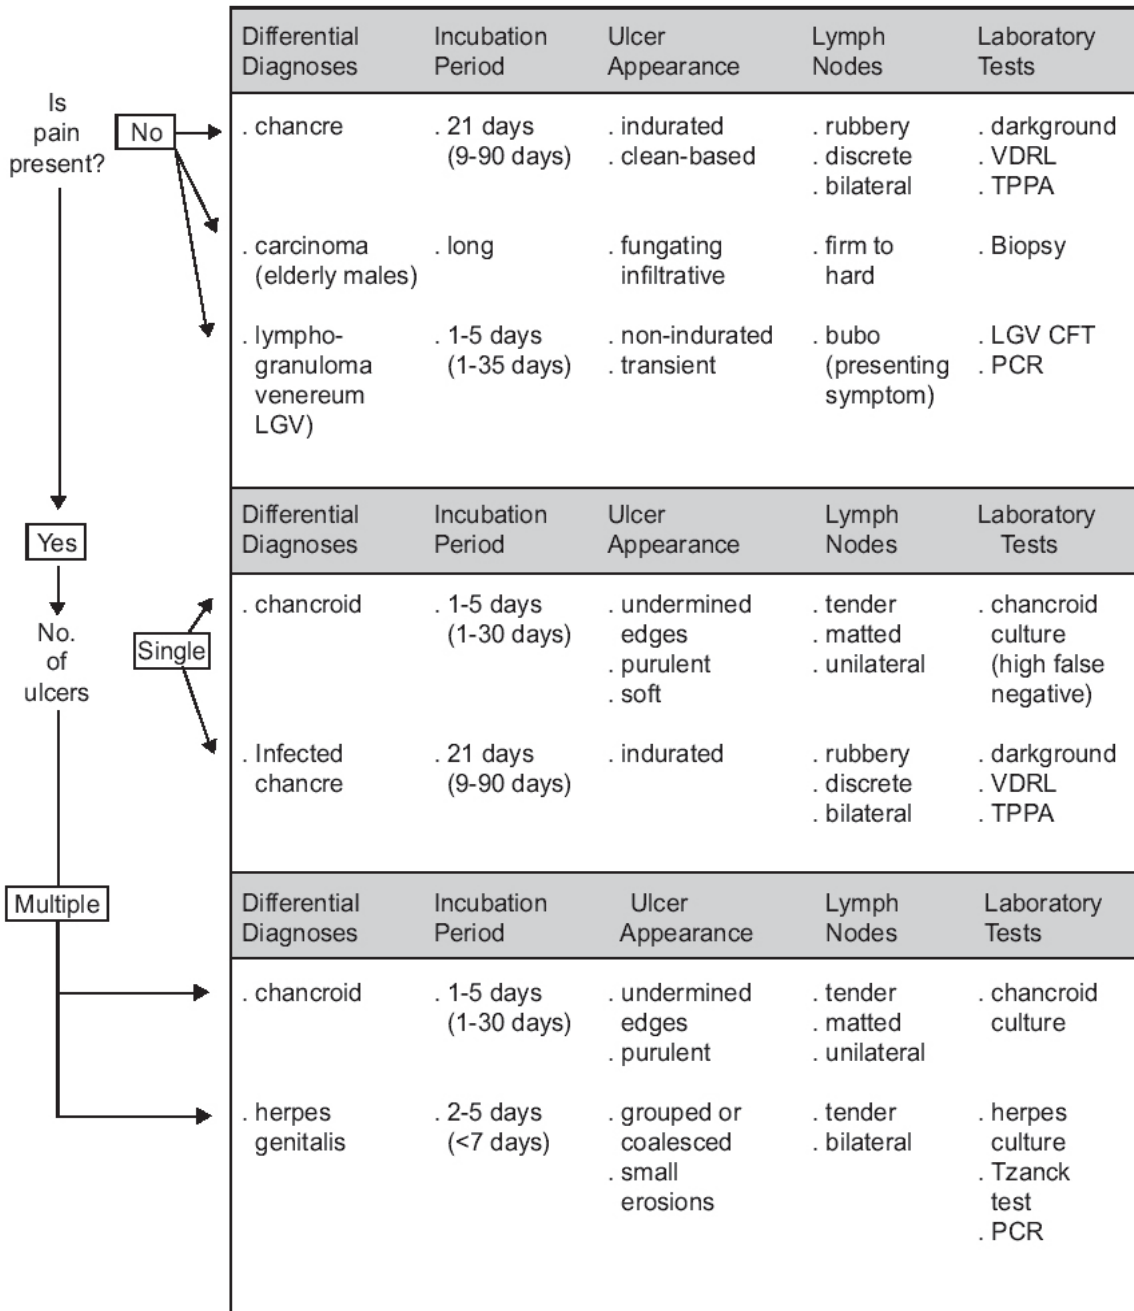 Is
pain
present?
No
Differential Incubation Ulcer Lymph Laboratory
Diagnoses Period Appearance Nodes Tests
. chancre . 21 days . indurated . rubbery . darkground
(9-90 days) . clean-based . discrete . VDRL
. bilateral . TPPA
. carcinoma . long . fungating . firm to . Biopsy
(elderly males) infiltrative hard
. lympho- . 1-5 days . non-indurated . bubo . LGV CFT
granuloma (1-35 days) . transient (presenting . PCR
venereum symptom)
LGV)
Yes
No.
of
ulcers
Single
Differential Incubation Ulcer Lymph Laboratory
Diagnoses Period Appearance Nodes Tests
. chancroid . 1-5 days . undermined . tender . chancroid
(1-30 days) edges . matted culture
. purulent . unilateral (high false
. soft negative)
. Infected . 21 days . indurated . rubbery . darkground
chancre (9-90 days) . discrete . VDRL
. bilateral . TPPA
Multiple
Differential Incubation Ulcer Lymph Laboratory
Diagnoses Period Appearance Nodes Tests
. chancroid . 1-5 days . undermined . tender . chancroid
(1-30 days) edges . matted culture
. purulent . unilateral
. herpes . 2-5 days . grouped or . tender . herpes
genitalis (<7 days) coalesced . bilateral culture
. small . Tzanck
erosions test
. PCR